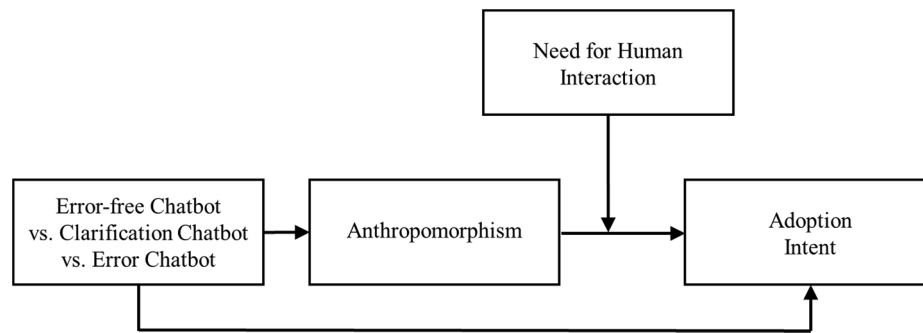 Need for Human
Interaction
Error-free Chatbot
vs. Clarification Chatbot
vs. Error Chatbot
Anthropomorphism
Adoption
Intent